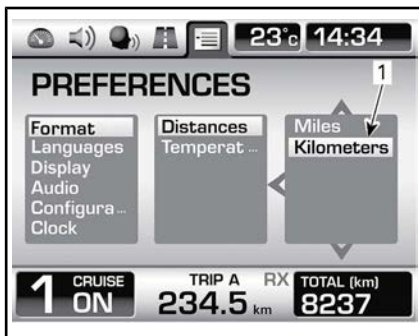 23°c 14:34
1
PREFERENCES
Format
Languages
Display
Audio
Configura...
Clock
Distances
Temperat ...
Miles
Kilometers
1 CRUISE ON
TRIP A
234.5 km
RX
TOTAL (km)
8237